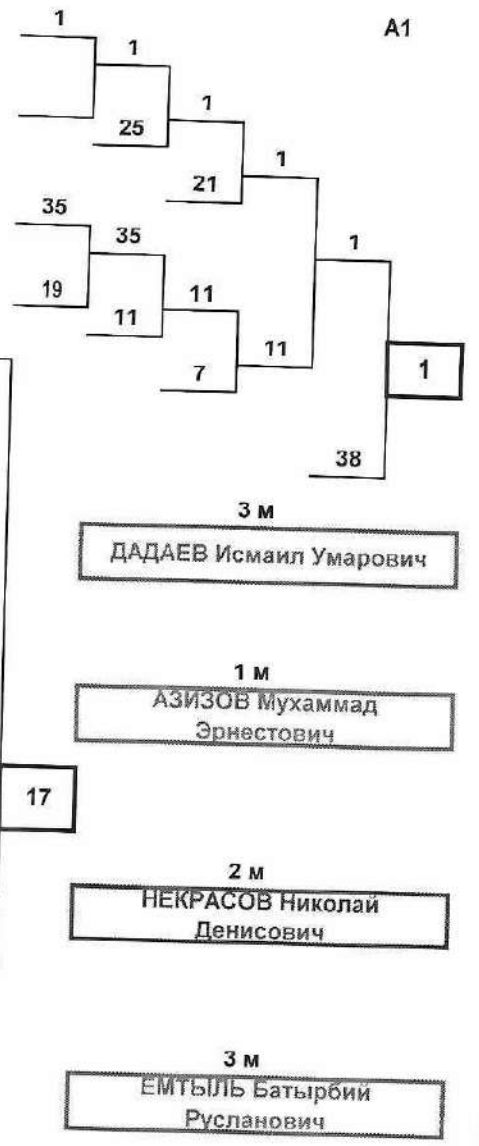 1
А1
1
1
25
1
21
35
35
1
19
11
11
11
1
7
38
3 м
ДАДАЕВ Исмаил Умарович
1 м
АЗИЗОВ Мухаммад
Эрнестович
17
2 м
НЕКРАСОВ Николай
Денисович
3 м
ЕМТЫЛЬ Батырбий
Русланович